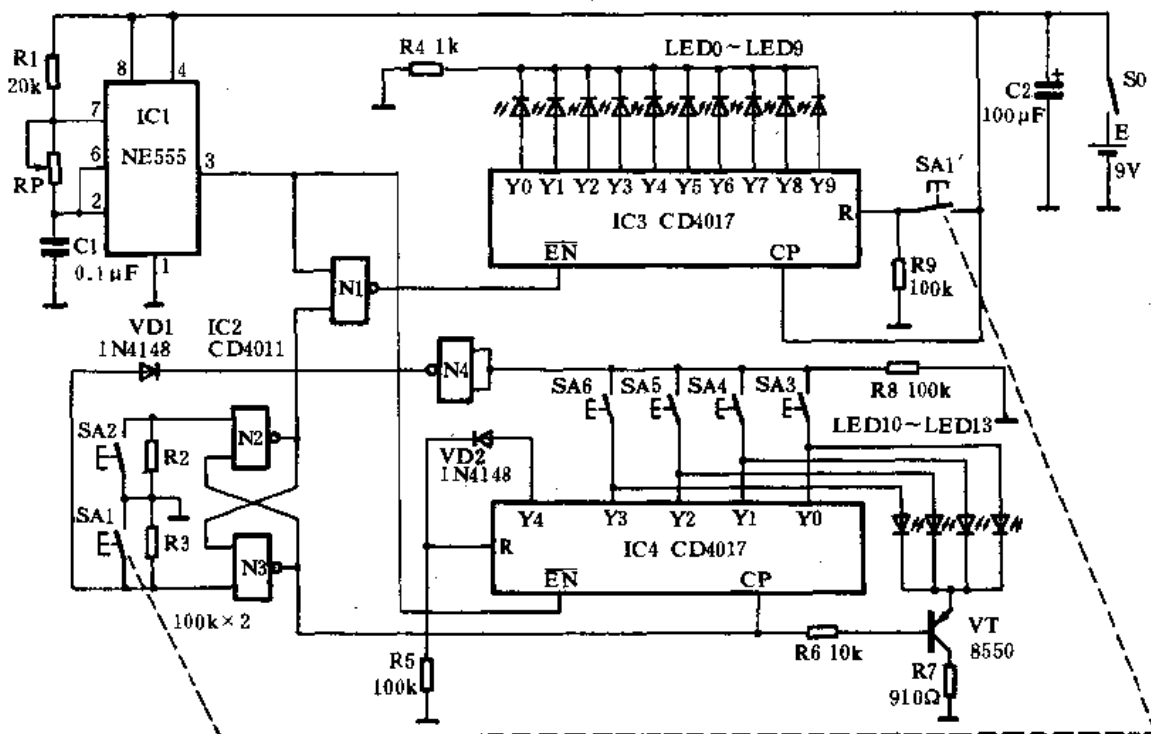 R1
20k
8
4
IC1
NE555
7
6
2
3
1
RP
C1
0.1μF
R4 1k
LED0~LED9
Y0 Y1 Y2 Y3 Y4 Y5 Y6 Y7 Y8 Y9
IC3 CD4017
R
EN
CP
SA1'
R9
100k
+
C2
100μF
S0
E
9V
VD1
1N4148
IC2
CD4011
N1
N4
SA6
SA5
SA4
SA3
R8 100k
LED10~LED13
SA2
R2
N2
VD2
1N4148
SA1
R3
N3
100k×2
Y4 Y3 Y2 Y1 Y0
R
IC4 CD4017
EN
CP
R5
100k
R6 10k
VT
8550
R7
910Ω